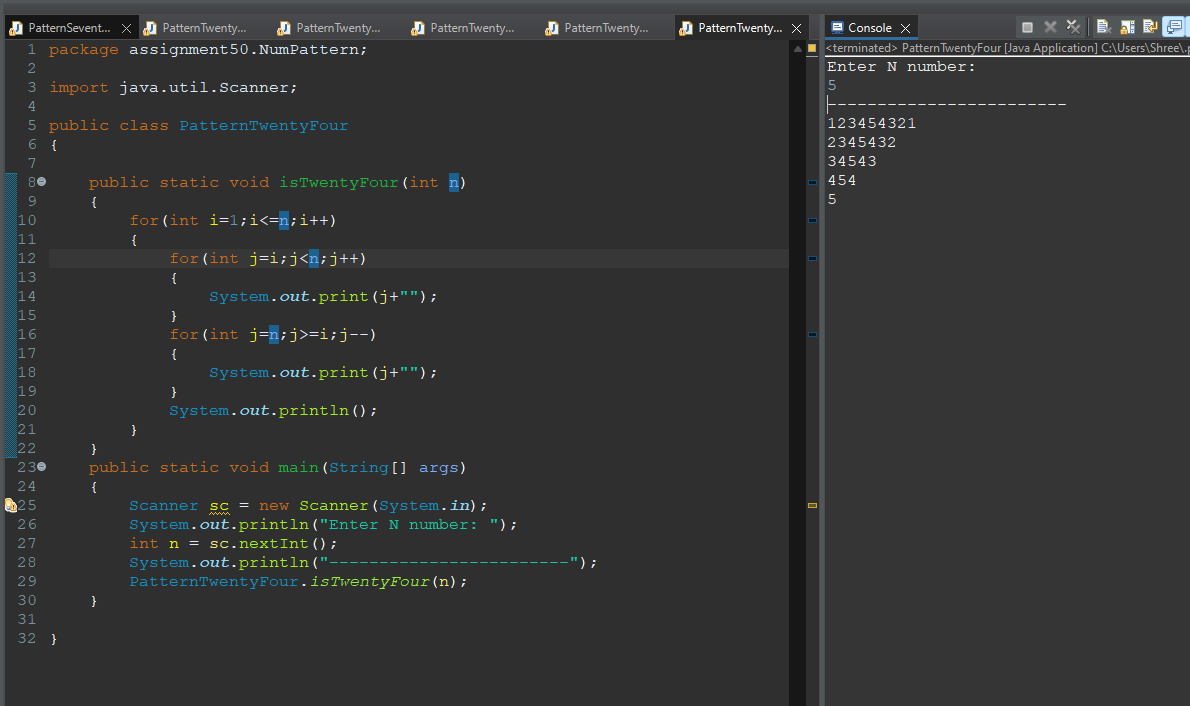 PatternSevent... PatternTwenty... PatternTwenty... PatternTwenty... PatternTwenty... PatternTwenty...
1 package assignment50.NumPattern;
2
3 import java.util.Scanner;
4
5 public class PatternTwentyFour
6 {
7
8 public static void isTwentyFour(int n)
9 {
10 for(int i=1;i<=n;i++)
11 {
12 for(int j=i;j<n;j++)
13 {
14 System.out.print(j+"");
15 }
16 for(int j=n;j>=i;j--)
17 {
18 System.out.print(j+"");
19 }
20 System.out.println();
21 }
22 }
23 public static void main(String[] args)
24 {
25 Scanner sc = new Scanner(System.in);
26 System.out.println("Enter N number: ");
27 int n = sc.nextInt();
28 System.out.println("------------------------");
29 PatternTwentyFour.isTwentyFour(n);
30 }
31
32 }
Console
<terminated> PatternTwentyFour [Java Application] C:\Users\Shree\.p
Enter N number:
5
------------------------
123454321
2345432
34543
454
5